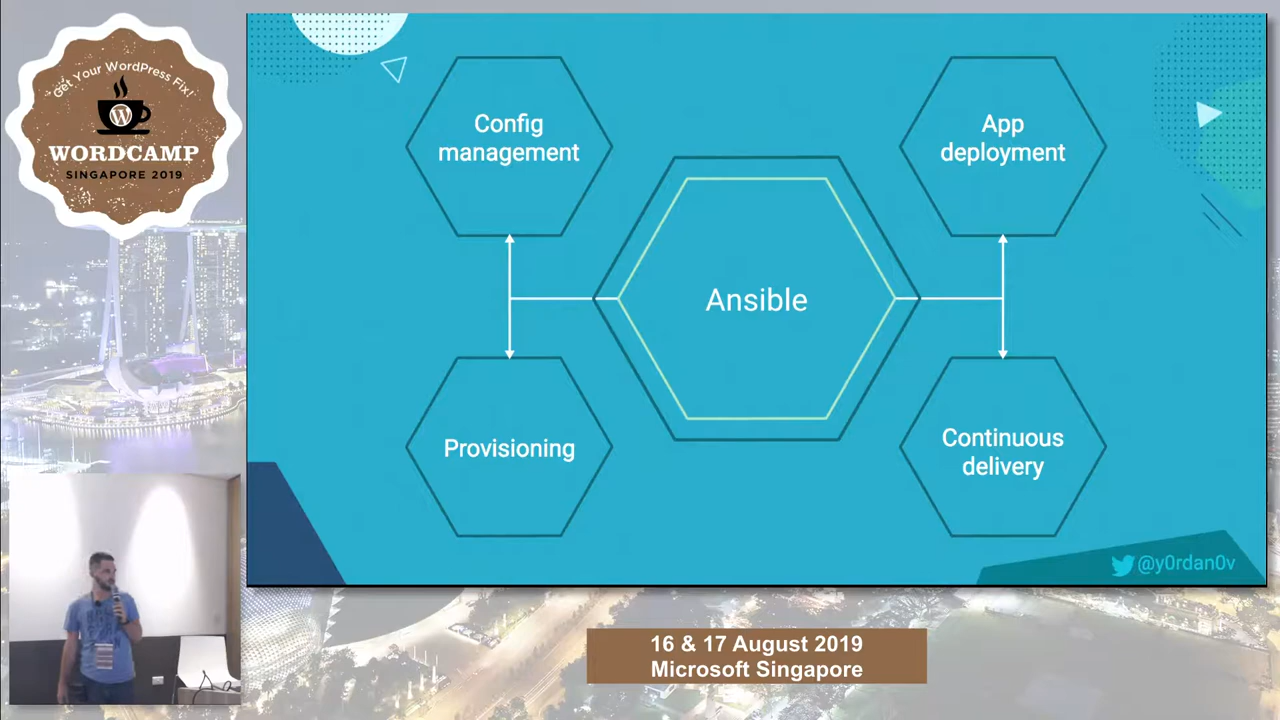 Get Your WordPress Fix!
WORDCAMP
SINGAPORE 2019
Config
management
App
deployment
Ansible
Provisioning
Continuous
delivery
@y0rdan0v
16 & 17 August 2019
Microsoft Singapore